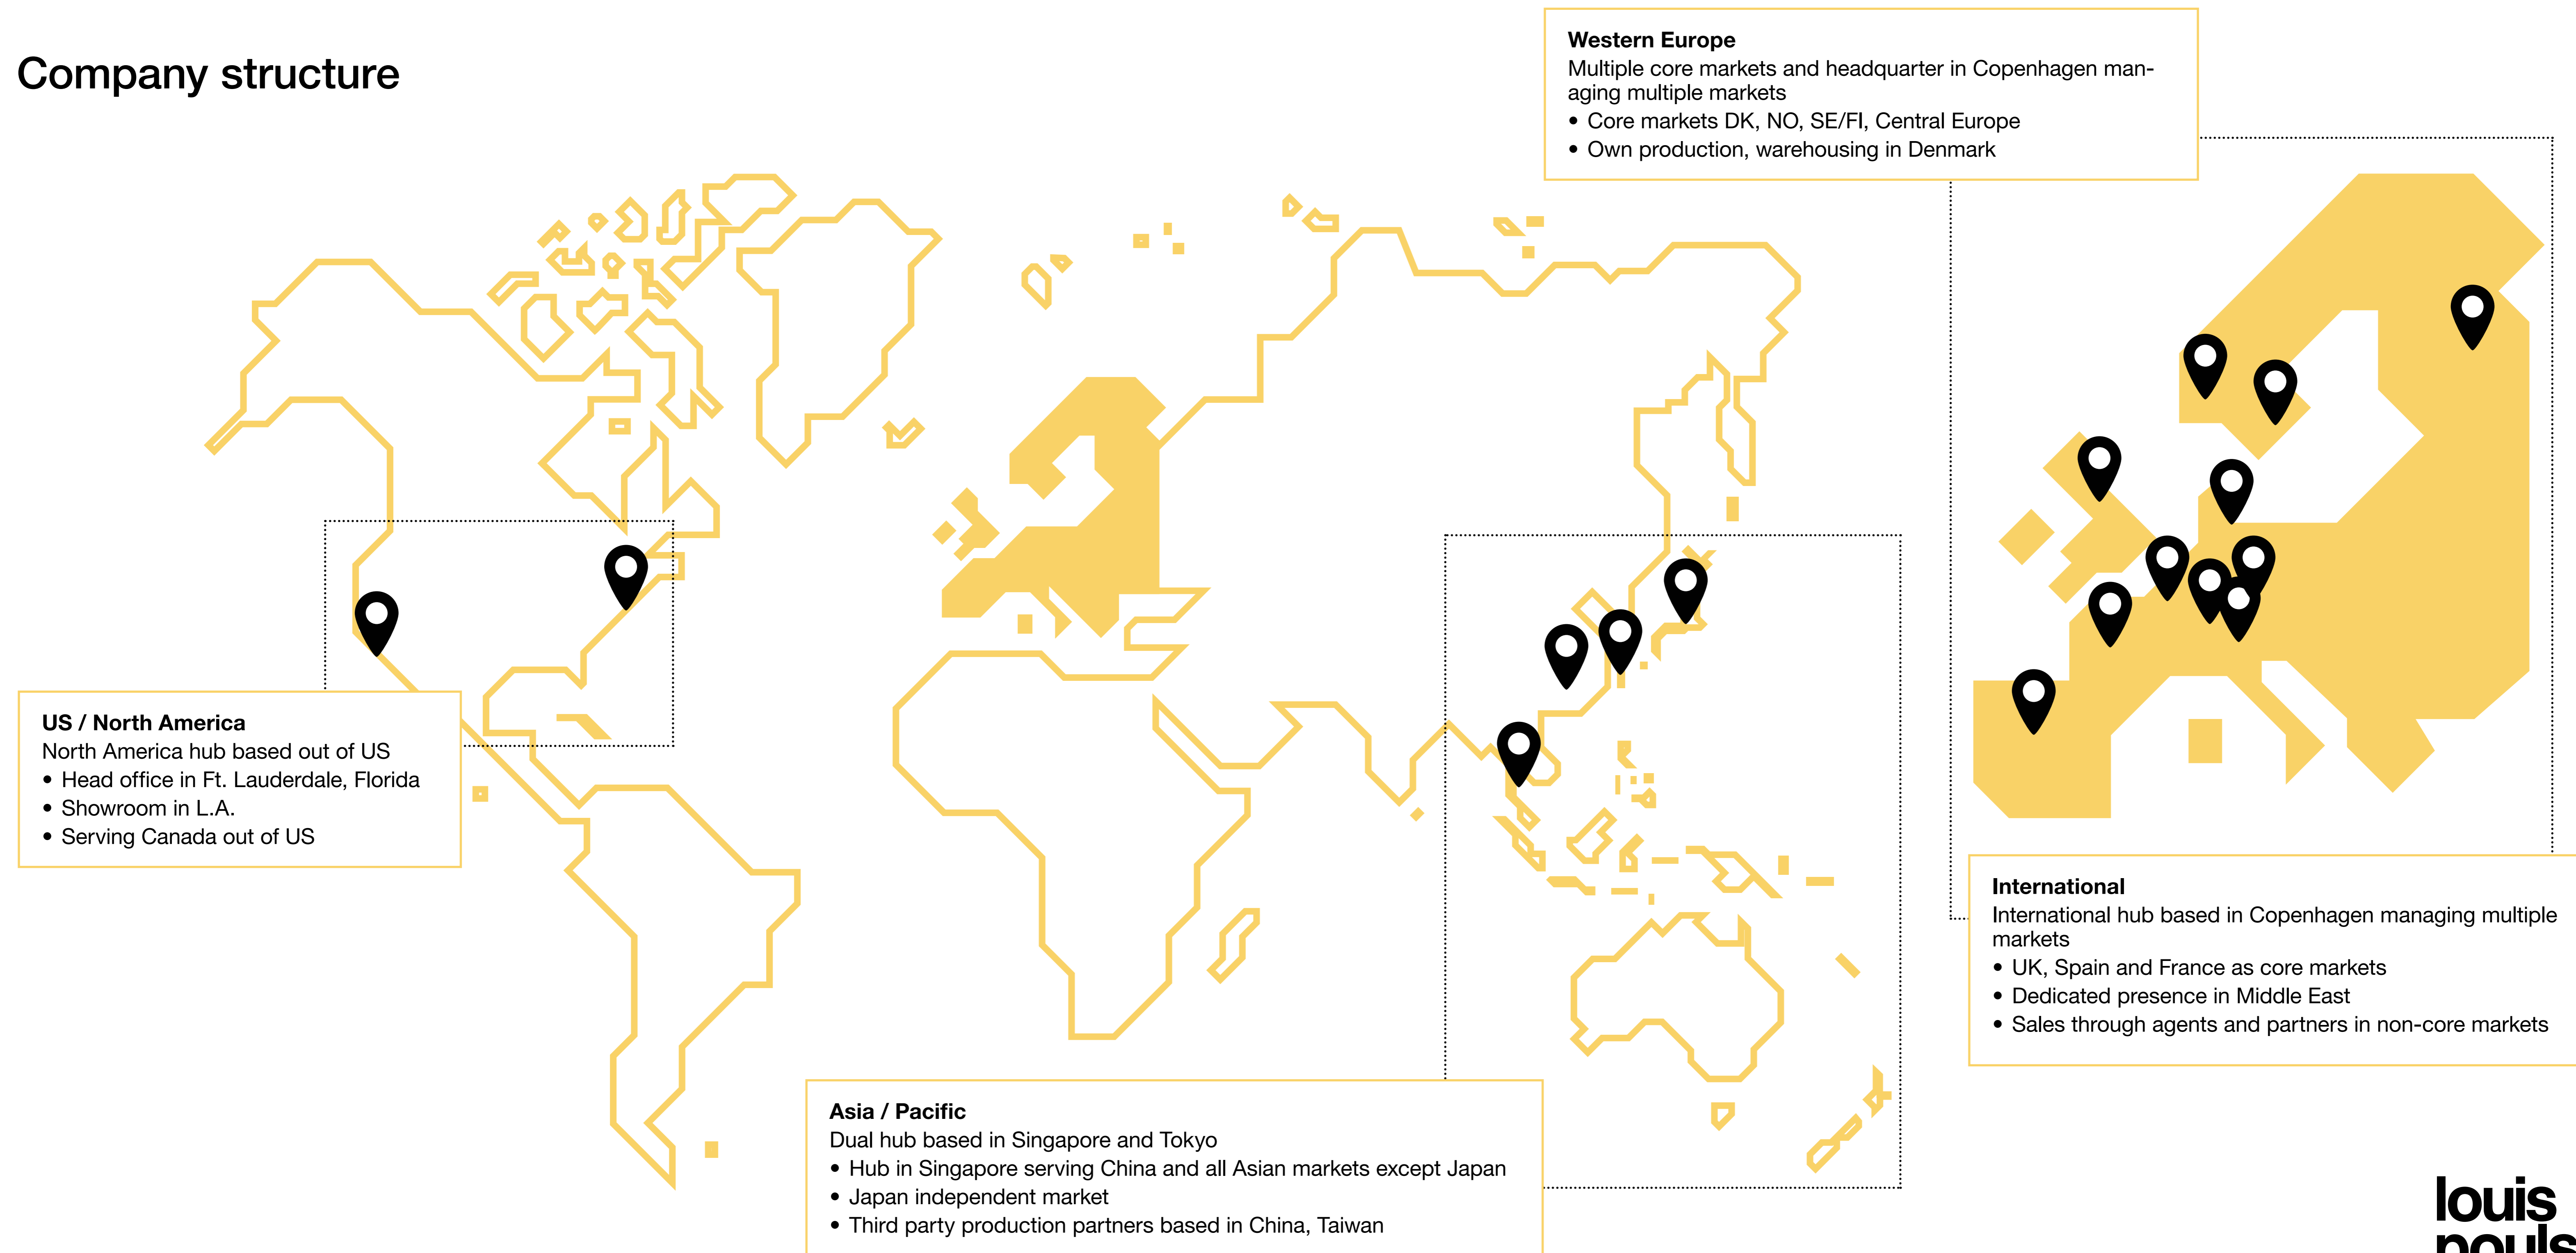 Company structure
Western Europe
Multiple core markets and headquarter in Copenhagen man-
aging multiple markets
• Core markets DK, NO, SE/FI, Central Europe
• Own production, warehousing in Denmark
US / North America
North America hub based out of US
• Head office in Ft. Lauderdale, Florida
• Showroom in L.A.
• Serving Canada out of US
International
International hub based in Copenhagen managing multiple
markets
• UK, Spain and France as core markets
• Dedicated presence in Middle East
• Sales through agents and partners in non-core markets
Asia / Pacific
Dual hub based in Singapore and Tokyo
• Hub in Singapore serving China and all Asian markets except Japan
• Japan independent market
• Third party production partners based in China, Taiwan
louis